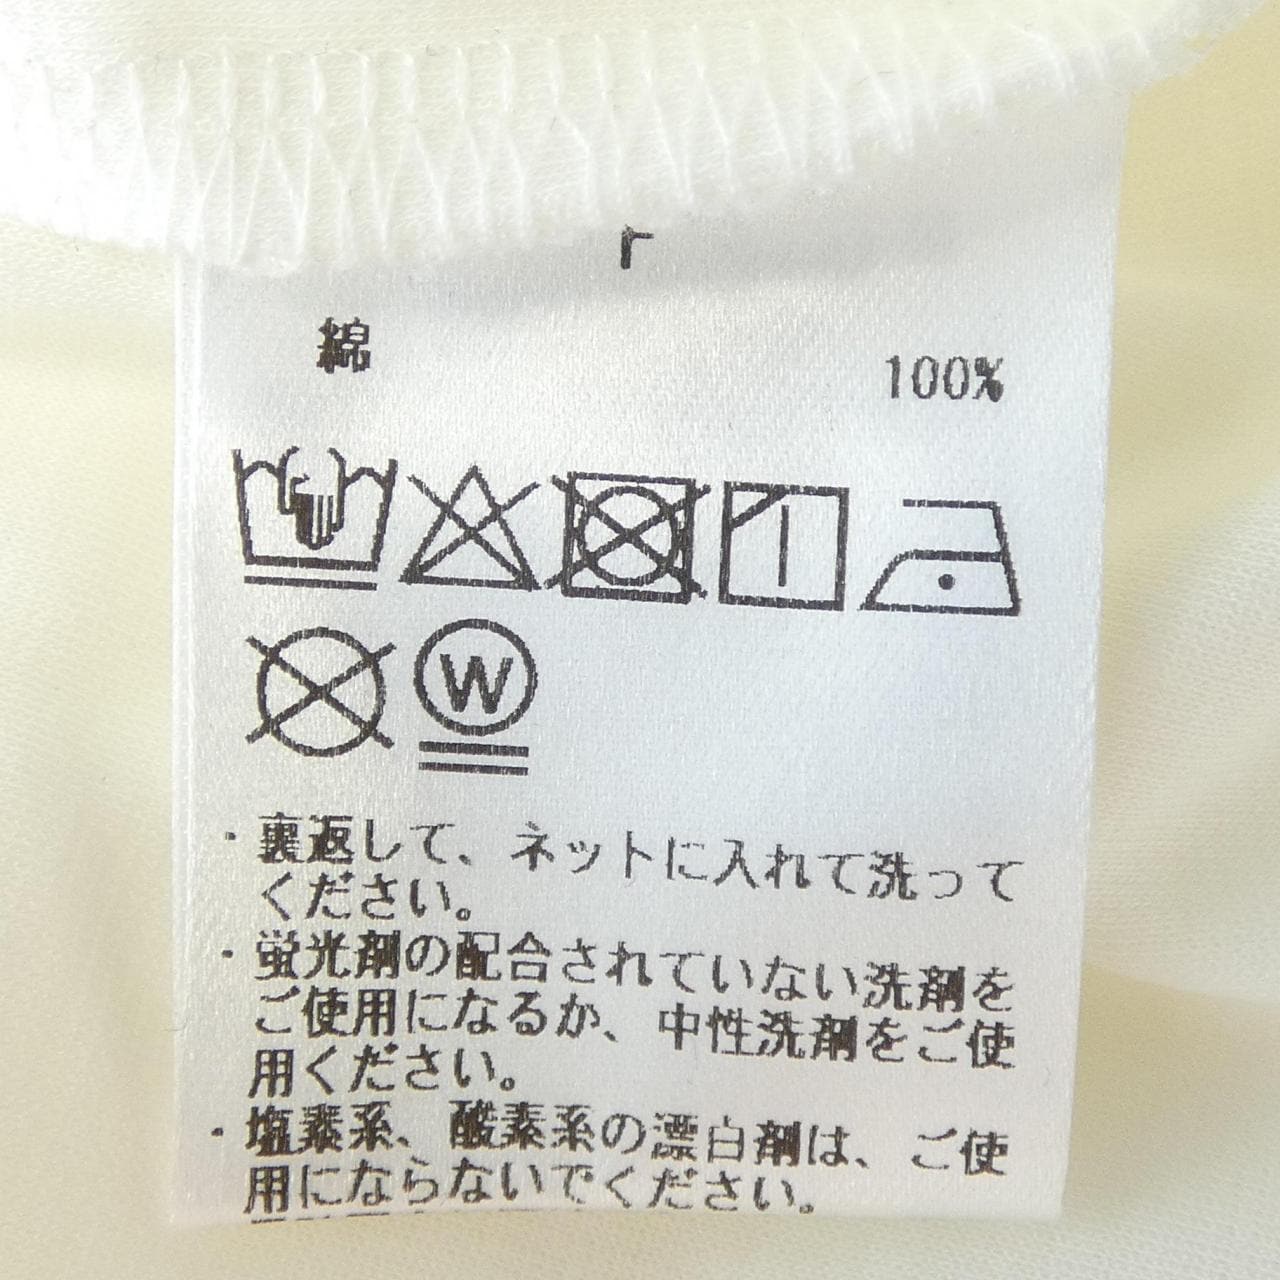 綿 100%
W
・裏返して、ネットに入れて洗って
ください。
・蛍光剤の配合されていない洗剤を
ご使用になるか、中性洗剤をご使
用ください。
・塩素系、酸素系の漂白剤は、ご使
用にならないでください。